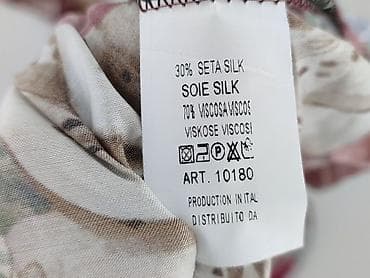 30% SETA SILK
SOIE SILK
70% VISCOSA VISCOS
VISKOSE VISCOSI
ART. 10180
PRODUCTION IN ITAL
DISTRIBUITO DA